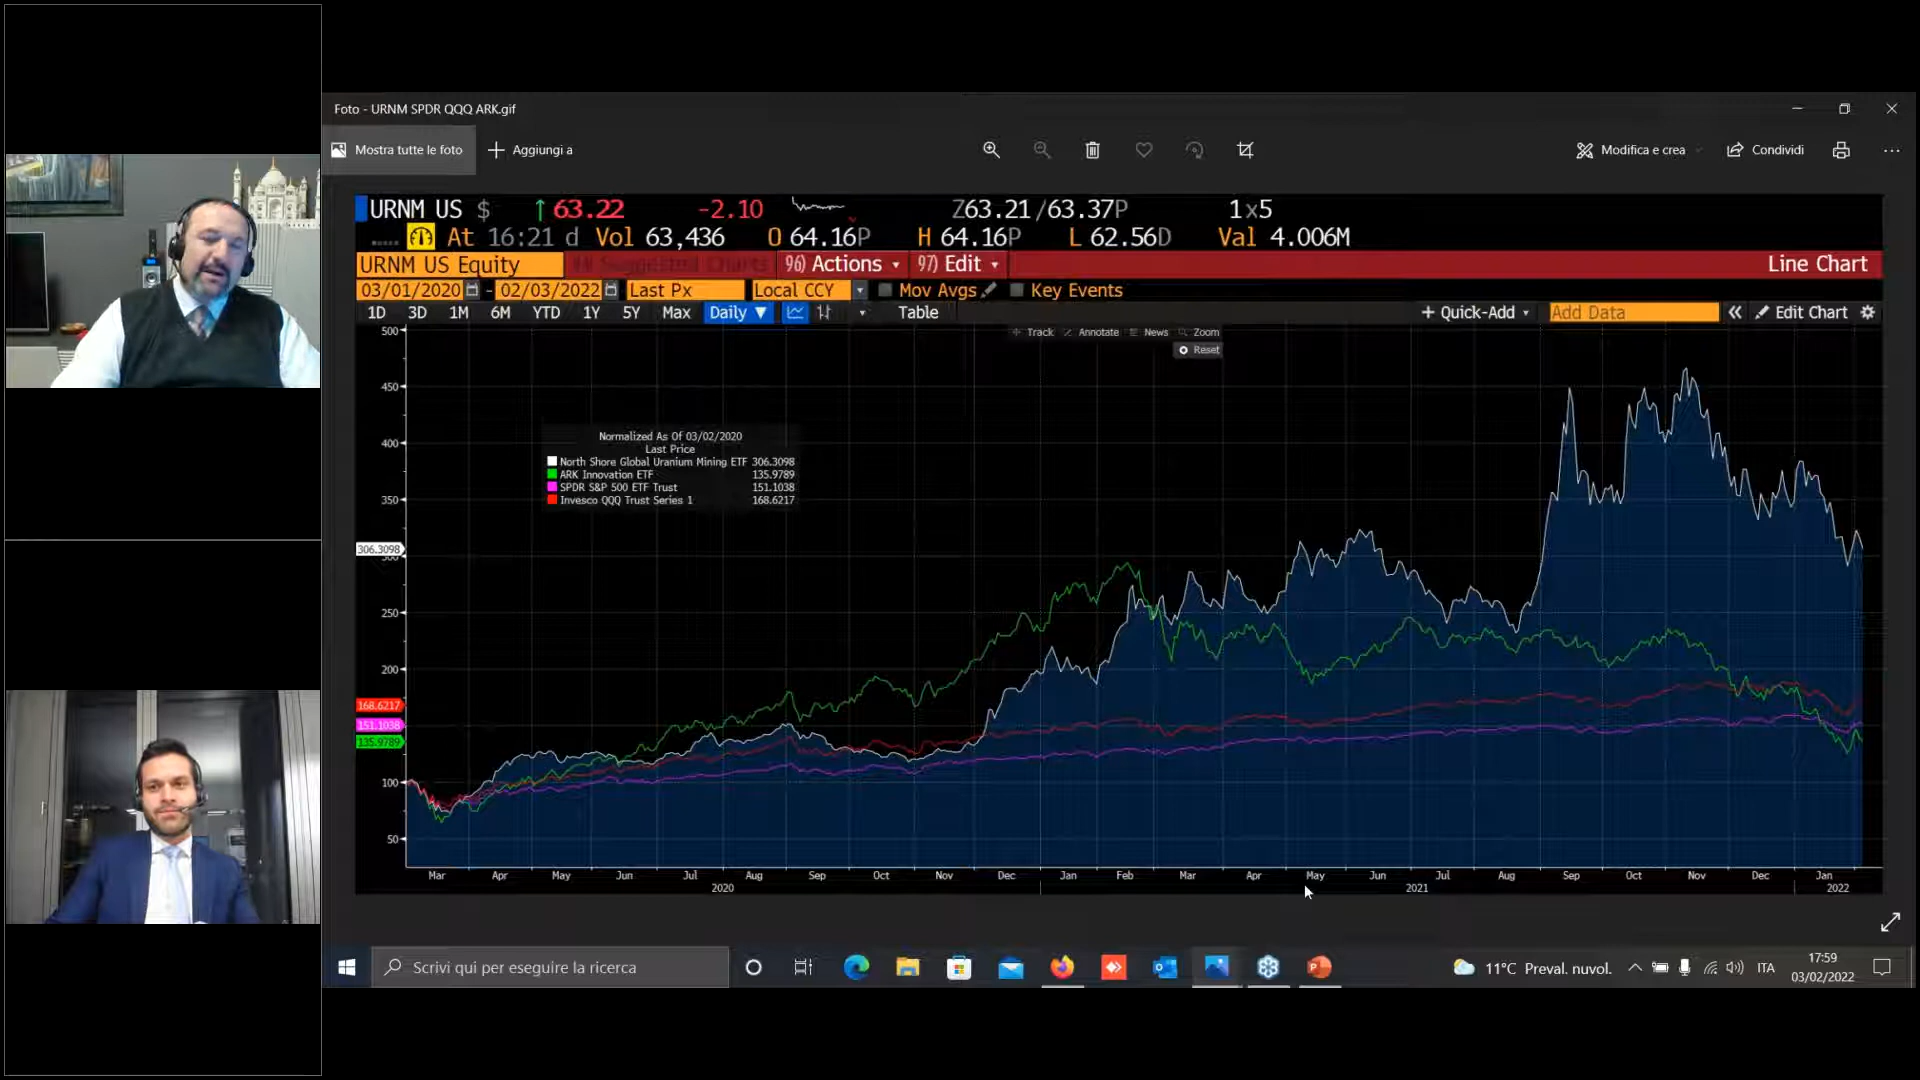 Foto - URNM SPDR QQQ ARK.gif
Mostra tutte le foto
Aggiungi a
Modifica e crea
Condividi
URNM US $ ↑ 63.22 -2.10 Z63.21/63.37P 1x5
At 16:21 d Vol 63,436 O 64.16P H 64.16P L 62.56D Val 4.006M
URNM US Equity 96) Actions 97) Edit Line Chart
03/01/2020 - 02/03/2022 Last Px Local CCY Mov Avgs Key Events
1D 3D 1M 6M YTD 1Y 5Y Max Daily ▼ Table + Quick-Add Add Data « Edit Chart
Track Annotate News Zoom
Reset
500
450
400
350
306.3098
300
250
200
168.6217
151.1038
135.9789
100
50
Normalized As Of 03/02/2020
Last Price
North Shore Global Uranium Mining ETF 306.3098
ARK Innovation ETF 135.9789
SPDR S&P 500 ETF Trust 151.1038
Invesco QQQ Trust Series 1 168.6217
Mar Apr May Jun Jul Aug Sep Oct Nov Dec Jan Feb Mar Apr May Jun Jul Aug Sep Oct Nov Dec Jan
2020 2021 2022
Scrivi qui per eseguire la ricerca
11°C Preval. nuvol.
ITA
17:59
03/02/2022